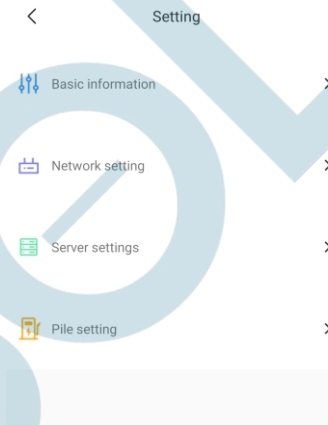 Setting
Basic information
Network setting
Server settings
Pile setting